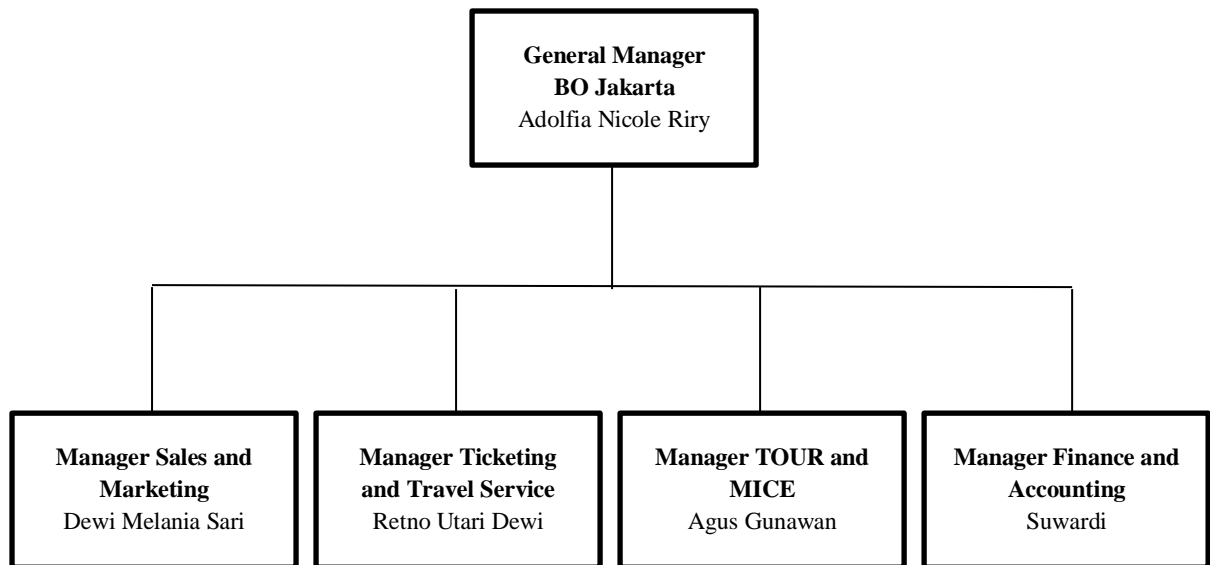 General Manager
BO Jakarta
Adolfia Nicole Riry
Manager Sales and
Marketing
Dewi Melania Sari
Manager Ticketing
and Travel Service
Retno Utari Dewi
Manager TOUR and
MICE
Agus Gunawan
Manager Finance and
Accounting
Suwardi